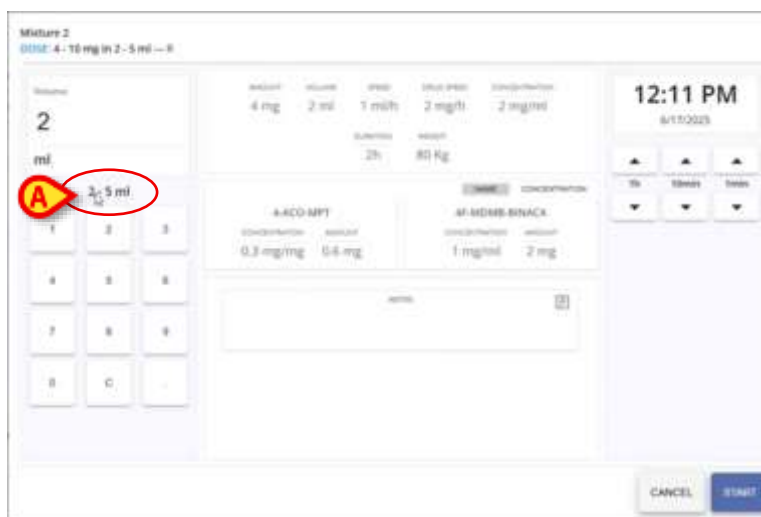 Mixture 2
DOSE: 4 - 10 mg in 2 - 5 ml —
Volume
2
ml
2 - 5 ml
A
1 2 3
4 5 6
7 8 9
0 C .
AMOUNT VOLUME SPEED DRUG SPEED CONCENTRATION
4 mg 2 ml 1 ml/h 2 mg/h 2 mg/ml
DURATION WEIGHT
2h 80 Kg
NAME CONCENTRATION
4-ACO-MPT 4F-MDMB-BINACA
CONCENTRATION AMOUNT CONCENTRATION AMOUNT
0.3 mg/mg 0.6 mg 1 mg/ml 2 mg
NOTES
12:11 PM
6/17/2025
1h 10min 1min
CANCEL START